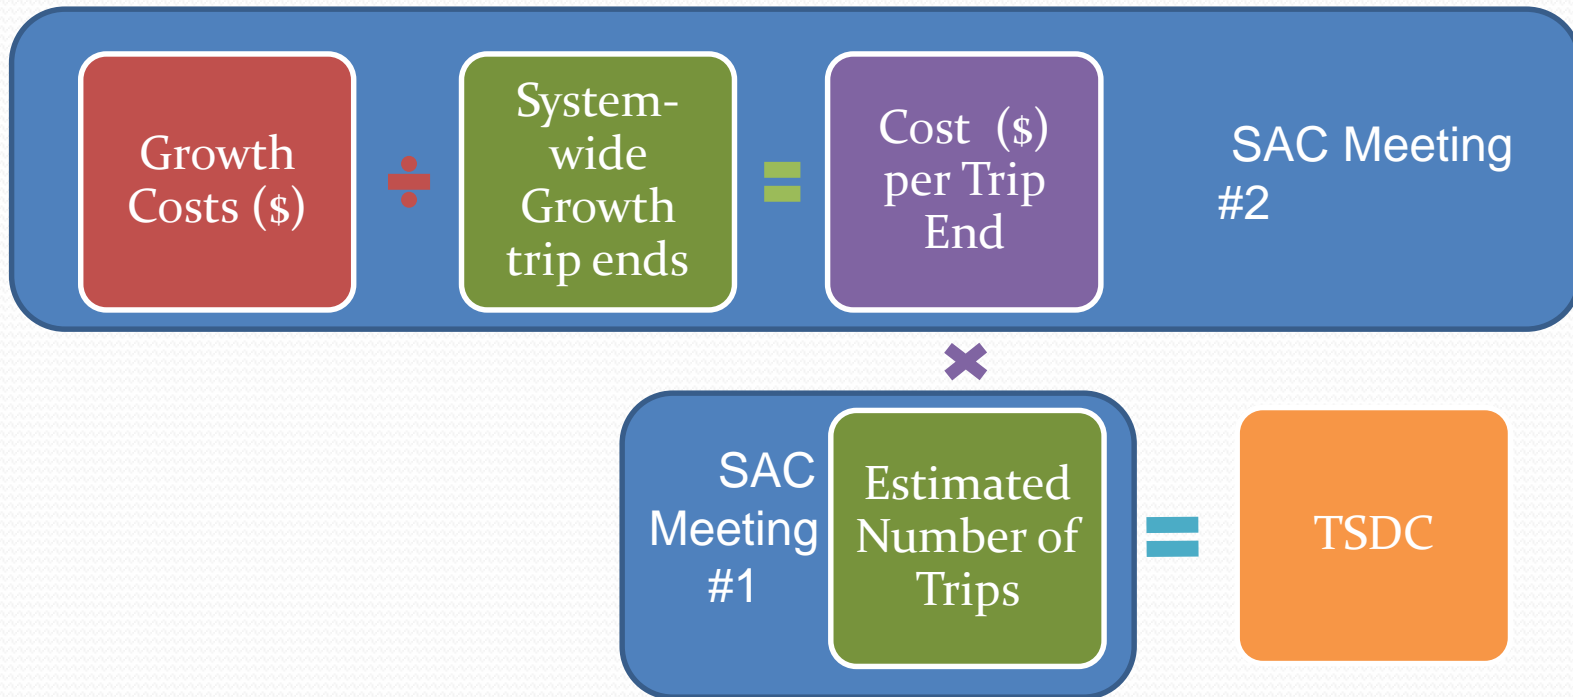 Growth
Costs ($)
÷
System-
wide
Growth
trip ends
=
Cost ($)
per Trip
End
SAC Meeting
#2
×
SAC
Meeting
#1
Estimated
Number of
Trips
=
TSDC